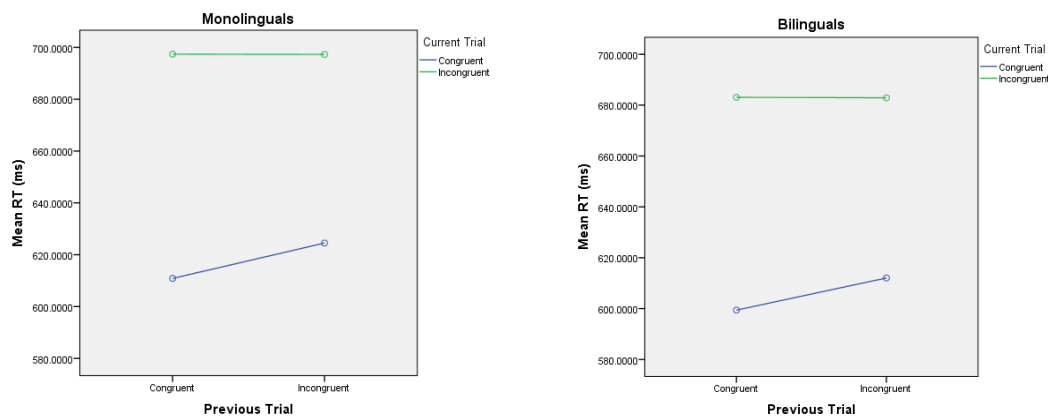 Monolinguals
Current Trial
Congruent
Incongruent
700.0000
680.0000
660.0000
640.0000
620.0000
600.0000
580.0000
Mean RT (ms)
Congruent
Incongruent
Previous Trial
Bilinguals
Current Trial
Congruent
Incongruent
700.0000
680.0000
660.0000
640.0000
620.0000
600.0000
580.0000
Mean RT (ms)
Congruent
Incongruent
Previous Trial